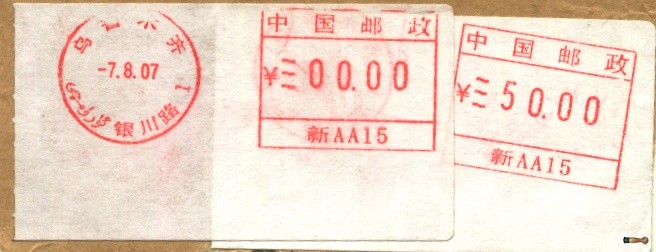 乌鲁木齐
1
-7.8.07
银川路
中国邮政
¥三00.00
新AA15
中国邮政
¥三50.00
新AA15